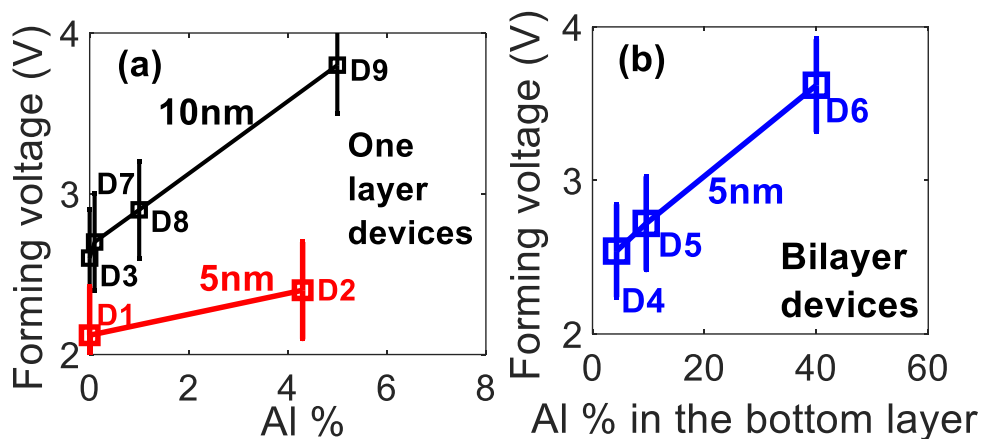 Forming voltage (V)
4
3
2
(a)
10nm
D9
D7
D8
D3
One
layer
devices
5nm
D1
D2
0
2
4
6
8
Al %
Forming voltage (V)
4
3
2
(b)
D6
5nm
D5
D4
Bilayer
devices
0
20
40
60
Al % in the bottom layer